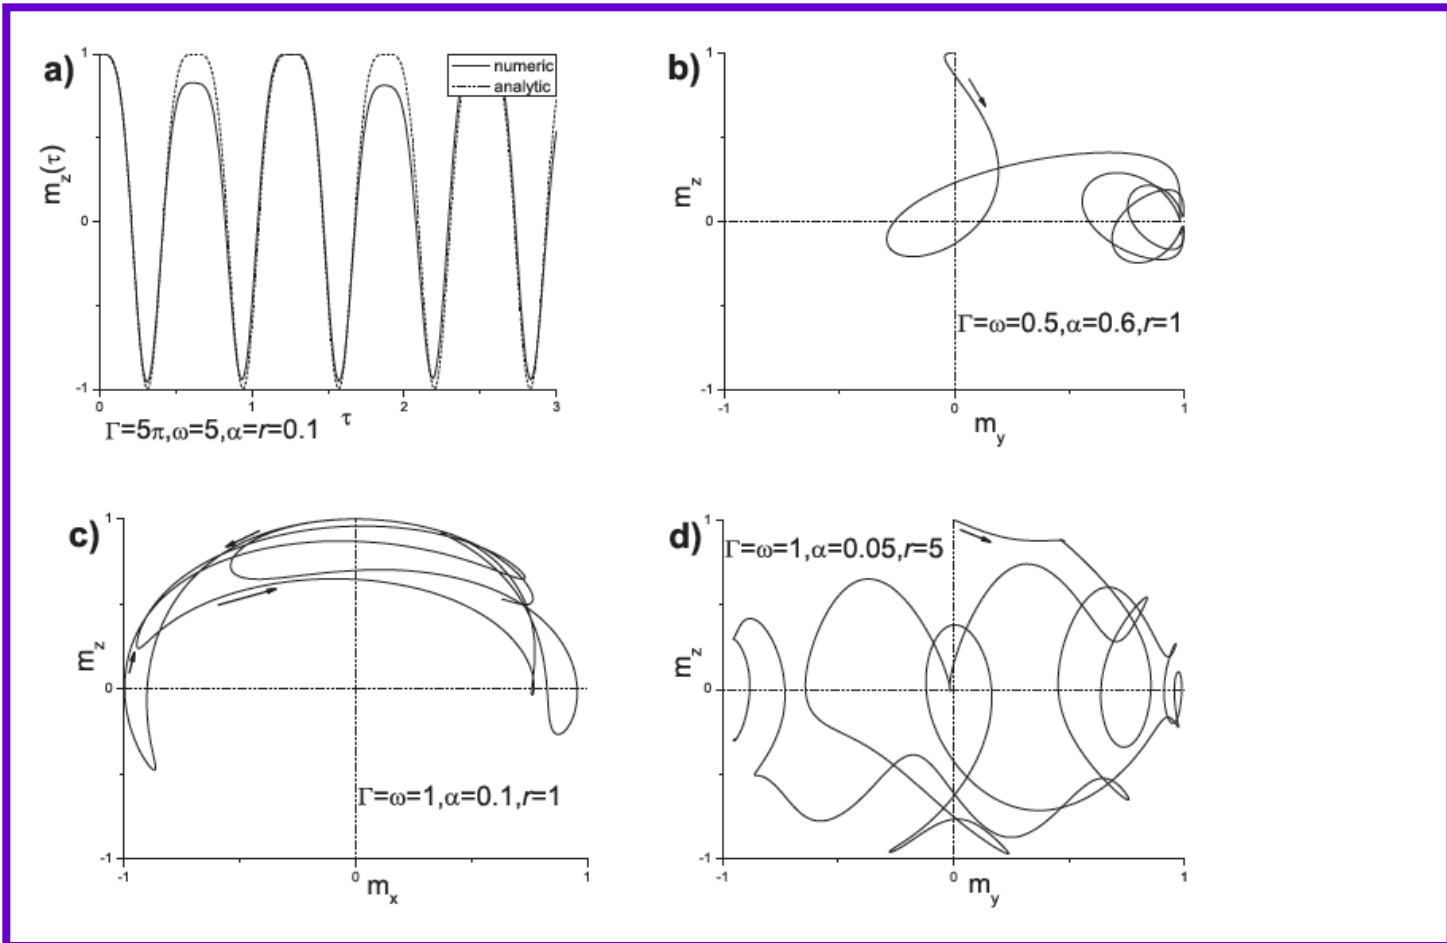 a)
1
0
-1
m_z(τ)
numeric
analytic
0 1 2 3
τ
Γ=5π,ω=5,α=r=0.1
b)
1
0
-1
m_z
Γ=ω=0.5,α=0.6,r=1
-1 0 1
m_y
c)
1
0
-1
m_z
Γ=ω=1,α=0.1,r=1
-1 0 1
m_x
d)
1
0
-1
m_z
Γ=ω=1,α=0.05,r=5
-1 0 1
m_y